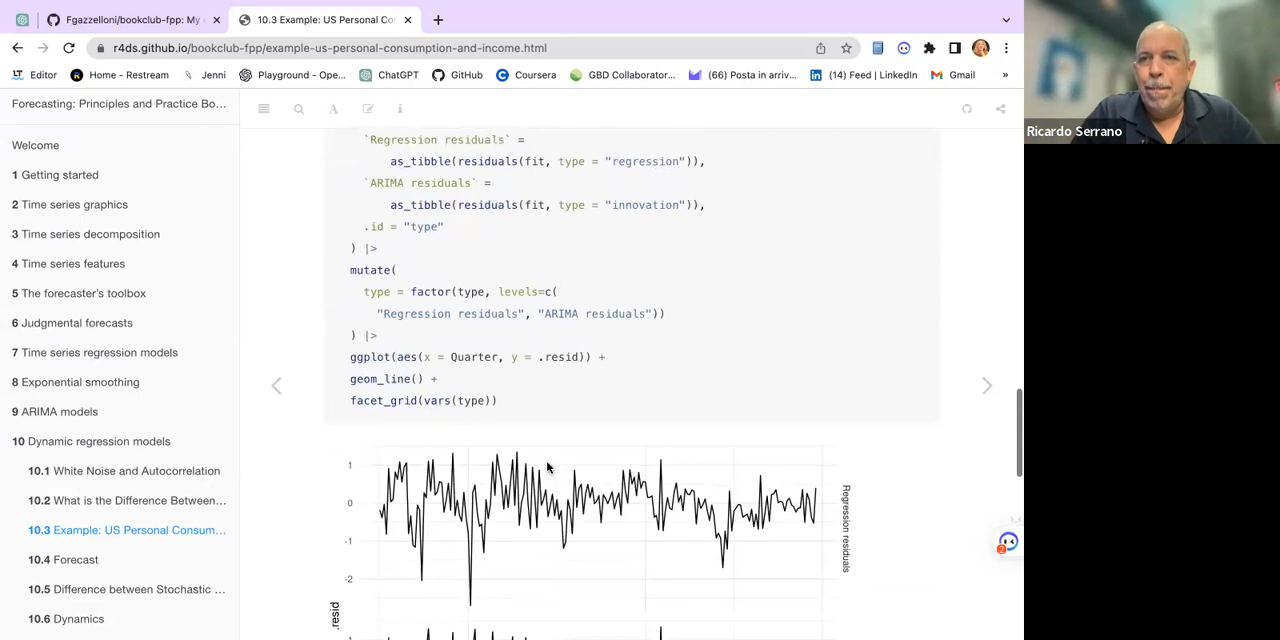 Fgazzelloni/bookclub-fpp: My
10.3 Example: US Personal Co
r4ds.github.io/bookclub-fpp/example-us-personal-consumption-and-income.html
Editor
Home - Restream
Jenni
Playground - Ope...
ChatGPT
GitHub
Coursera
GBD Collaborator...
(66) Posta in arriv...
(14) Feed | LinkedIn
Gmail
»
Ricardo Serrano
Forecasting: Principles and Practice Bo...
Welcome
1 Getting started
2 Time series graphics
3 Time series decomposition
4 Time series features
5 The forecaster's toolbox
6 Judgmental forecasts
7 Time series regression models
8 Exponential smoothing
9 ARIMA models
10 Dynamic regression models
10.1 White Noise and Autocorrelation
10.2 What is the Difference Between...
10.3 Example: US Personal Consum...
10.4 Forecast
10.5 Difference between Stochastic ...
10.6 Dynamics
`Regression residuals` =
as_tibble(residuals(fit, type = "regression")),
`ARIMA residuals` =
as_tibble(residuals(fit, type = "innovation")),
.id = "type"
) |>
mutate(
type = factor(type, levels=c(
"Regression residuals", "ARIMA residuals"))
) |>
ggplot(aes(x = Quarter, y = .resid)) +
geom_line() +
facet_grid(vars(type))
1
0
-1
-2
1
.resid
Regression residuals
2